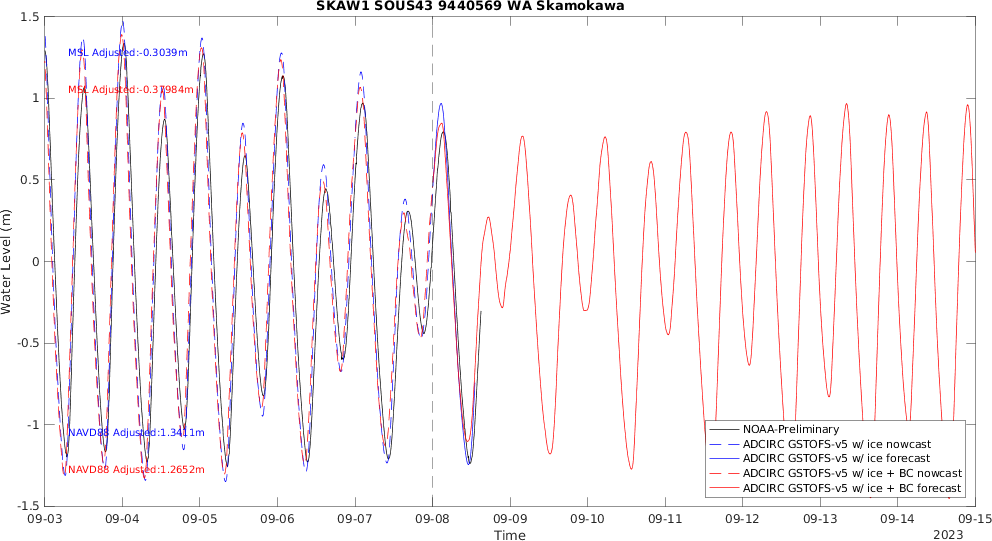 SKAW1 SOUS43 9440569 WA Skamokawa
Water Level (m)
1.5
1
0.5
0
-0.5
-1
-1.5
MSL Adjusted:-0.3039m
MSL Adjusted:-0.37984m
NAVD88 Adjusted:1.3411m
NAVD88 Adjusted:1.2652m
NOAA-Preliminary
ADCIRC GSTOFS-v5 w/ ice nowcast
ADCIRC GSTOFS-v5 w/ ice forecast
ADCIRC GSTOFS-v5 w/ ice + BC nowcast
ADCIRC GSTOFS-v5 w/ ice + BC forecast
09-03 09-04 09-05 09-06 09-07 09-08 09-09 09-10 09-11 09-12 09-13 09-14 09-15
Time
2023